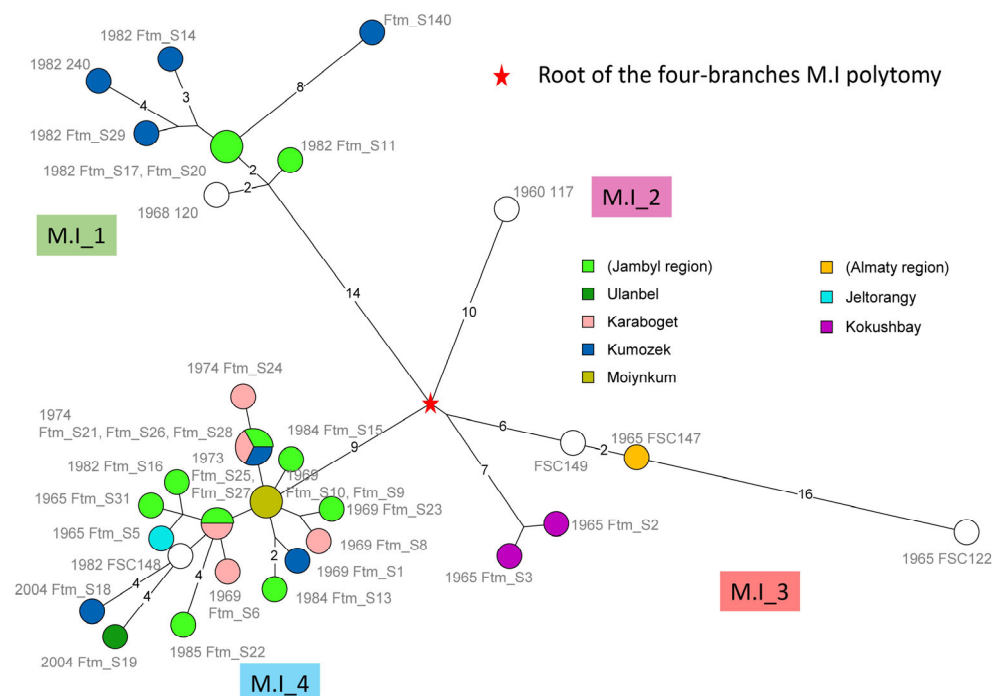 Ftm_S140
1982 Ftm_S14
Root of the four-branches M.I polytomy
1982 240
8
3
4
1982 Ftm_S29
1982 Ftm_S11
2
1982 Ftm_S17, Ftm_S20
2
1968 120
1960 117
M.I_2
M.I_1
(Jambyl region)
(Almaty region)
Ulanbel
Jeltorangy
14
10
Karaboget
Kokushbay
Kumozek
Moiynkum
1974 Ftm_S24
1974
Ftm_S21, Ftm_S26, Ftm_S28
1984 Ftm_S15
9
6
1965 FSC147
2
FSC149
1973
Ftm_S25,
Ftm_S27
1969
Ftm_S10, Ftm_S9
1982 Ftm_S16
7
1965 Ftm_S31
1969 Ftm_S23
16
1965 Ftm_S5
1969 Ftm_S8
1965 Ftm_S2
1982 FSC148
2
1965 FSC122
1969 Ftm_S1
1965 Ftm_S3
2004 Ftm_S18
4
4
4
1969
Ftm_S6
1984 Ftm_S13
M.I_3
1985 Ftm_S22
2004 Ftm_S19
M.I_4